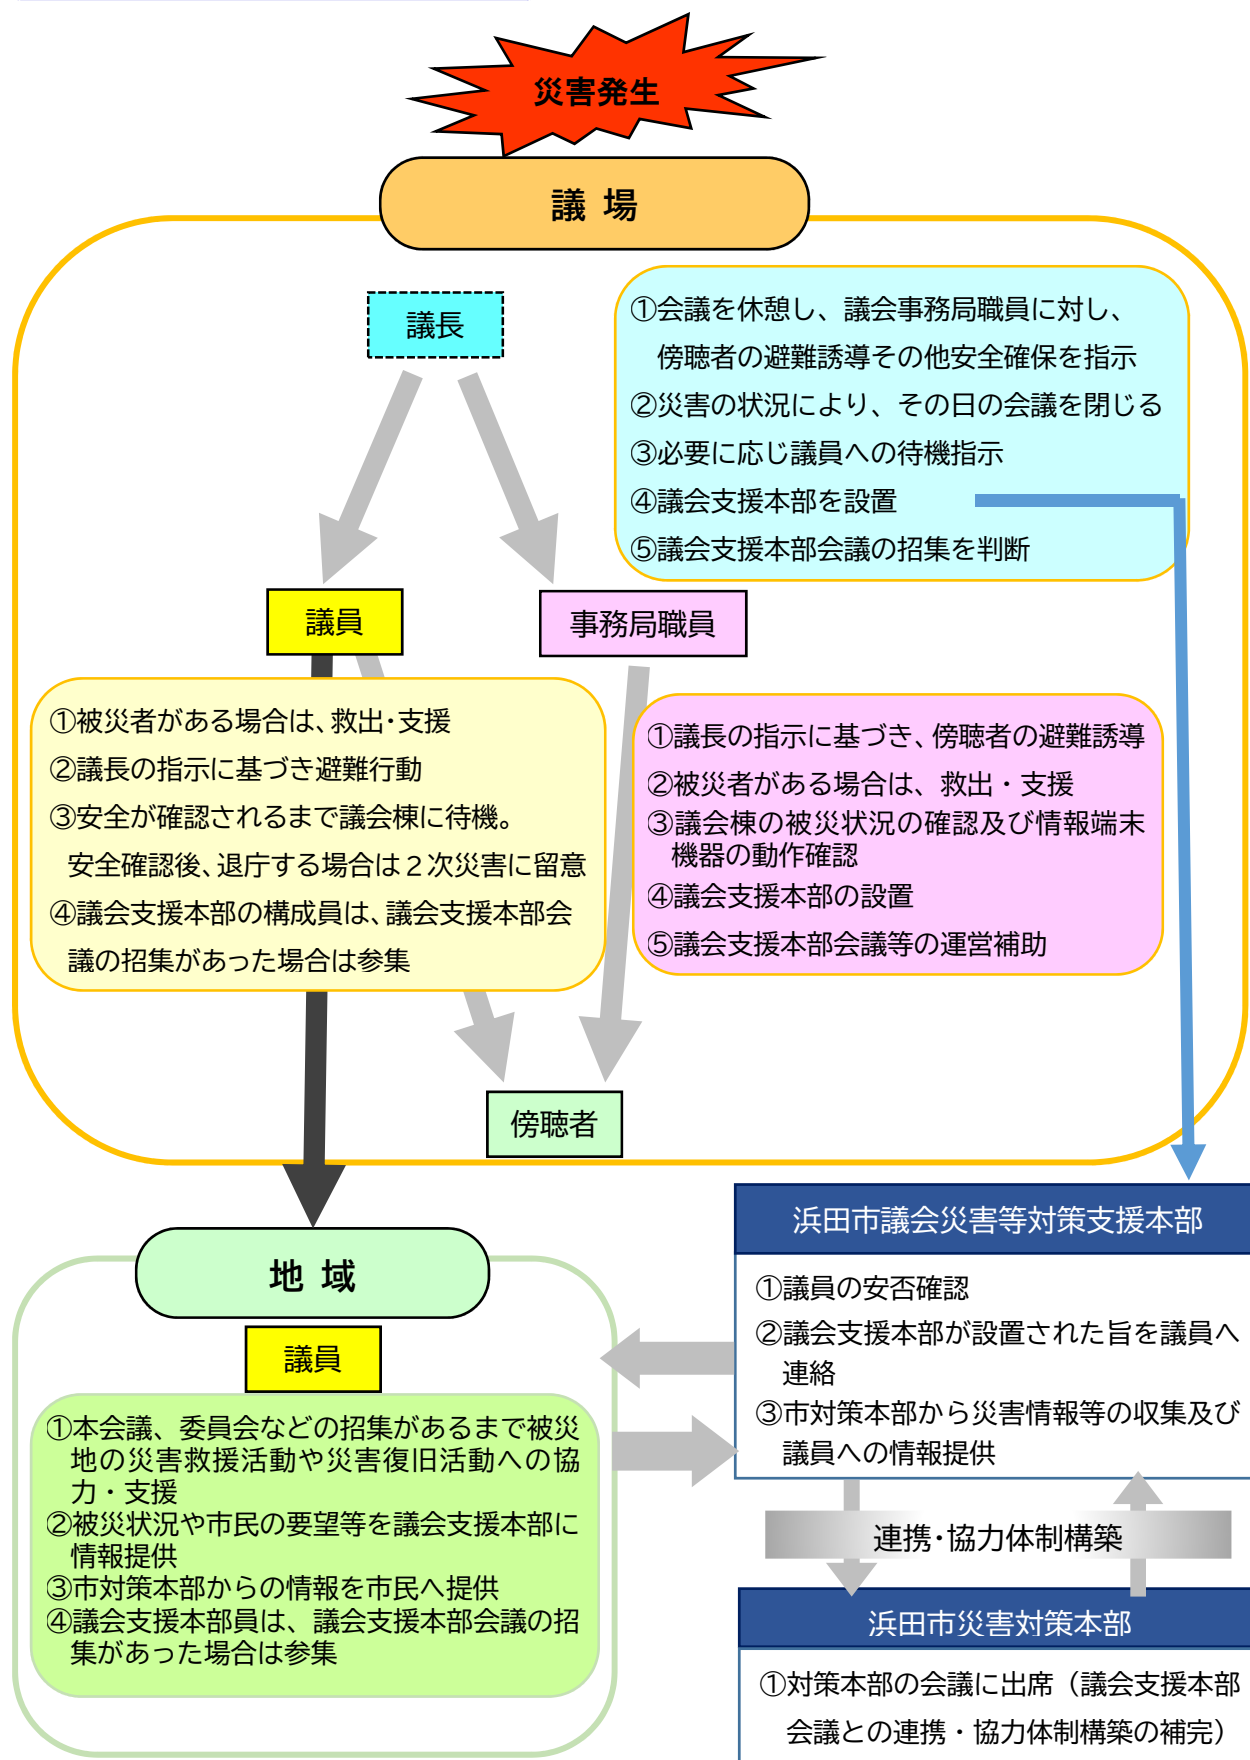 災害発生
議 場
議長
①会議を休憩し、議会事務局職員に対し、
傍聴者の避難誘導その他安全確保を指示
②災害の状況により、その日の会議を閉じる
③必要に応じ議員への待機指示
④議会支援本部を設置
⑤議会支援本部会議の招集を判断
議員
事務局職員
①被災者がある場合は、救出・支援
②議長の指示に基づき避難行動
③安全が確認されるまで議会棟に待機。
安全確認後、退庁する場合は２次災害に留意
④議会支援本部の構成員は、議会支援本部会
議の招集があった場合は参集
①議長の指示に基づき、傍聴者の避難誘導
②被災者がある場合は、救出・支援
③議会棟の被災状況の確認及び情報端末
機器の動作確認
④議会支援本部の設置
⑤議会支援本部会議等の運営補助
傍聴者
地 域
議員
①本会議、委員会などの招集があるまで被災
地の災害救援活動や災害復旧活動への協
力・支援
②被災状況や市民の要望等を議会支援本部に
情報提供
③市対策本部からの情報を市民へ提供
④議会支援本部員は、議会支援本部会議の招
集があった場合は参集
浜田市議会災害等対策支援本部
①議員の安否確認
②議会支援本部が設置された旨を議員へ
連絡
③市対策本部から災害情報等の収集及び
議員への情報提供
連携・協力体制構築
浜田市災害対策本部
①対策本部の会議に出席（議会支援本部
会議との連携・協力体制構築の補完）